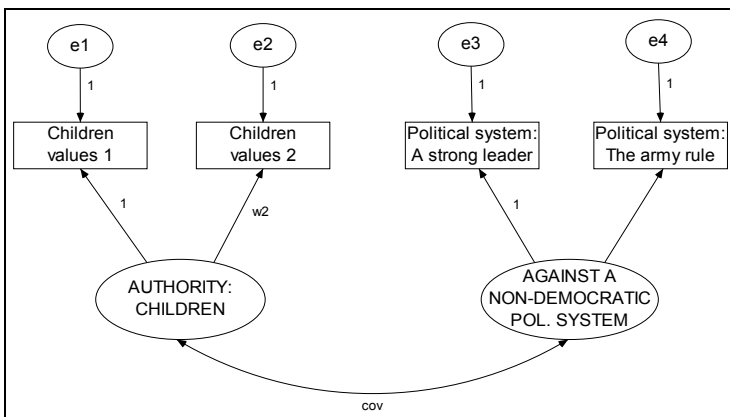 e1
e2
e3
e4
1
1
1
1
Children
values 1
Children
values 2
Political system:
A strong leader
Political system:
The army rule
1
w2
1
AUTHORITY:
CHILDREN
AGAINST A
NON-DEMOCRATIC
POL. SYSTEM
cov